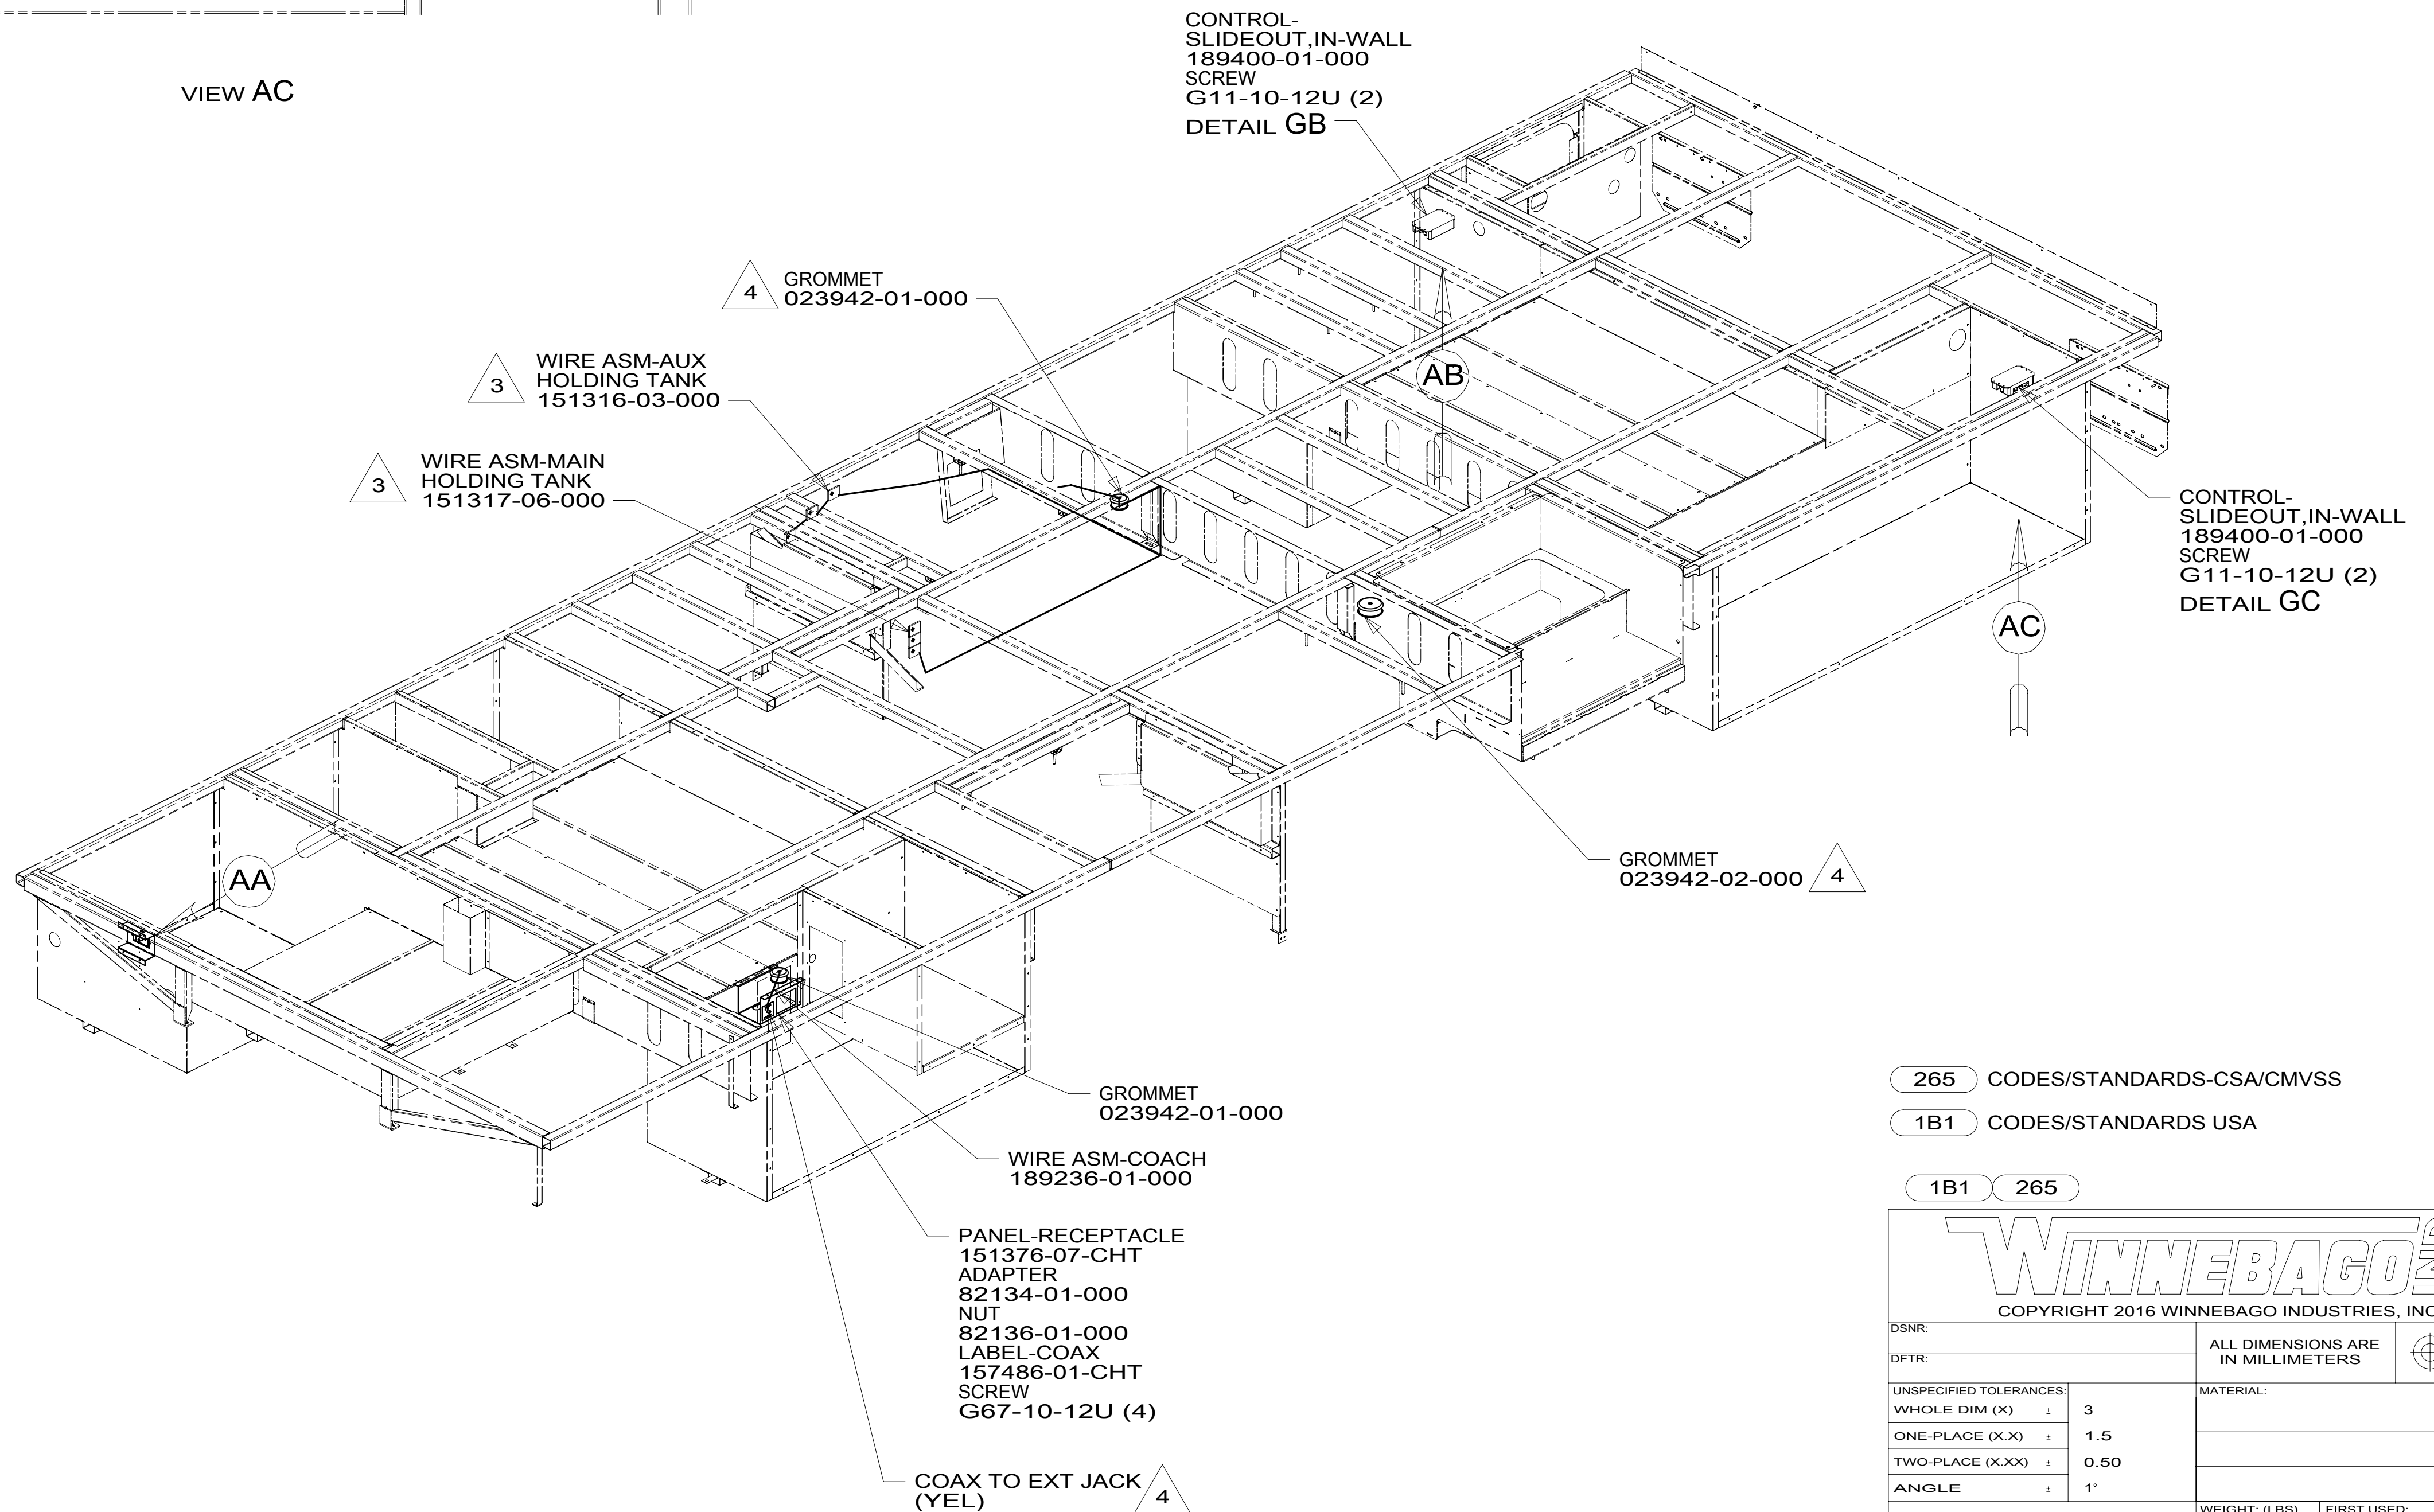 VIEW AC
CONTROL-
SLIDEOUT,IN-WALL
189400-01-000
SCREW
G11-10-12U (2)
DETAIL GB
4
GROMMET
023942-01-000
3
WIRE ASM-AUX
HOLDING TANK
151316-03-000
3
WIRE ASM-MAIN
HOLDING TANK
151317-06-000
AB
CONTROL-
SLIDEOUT,IN-WALL
189400-01-000
SCREW
G11-10-12U (2)
DETAIL GC
AC
GROMMET
023942-02-000
4
AA
GROMMET
023942-01-000
WIRE ASM-COACH
189236-01-000
PANEL-RECEPTACLE
151376-07-CHT
ADAPTER
82134-01-000
NUT
82136-01-000
LABEL-COAX
157486-01-CHT
SCREW
G67-10-12U (4)
COAX TO EXT JACK
(YEL)
4
265 CODES/STANDARDS-CSA/CMVSS
1B1 CODES/STANDARDS USA
1B1 265
WINNEBAGO
COPYRIGHT 2016 WINNEBAGO INDUSTRIES, INC
DSNR:
DFTR:
ALL DIMENSIONS ARE
IN MILLIMETERS
UNSPECIFIED TOLERANCES:
WHOLE DIM (X) ± 3
ONE-PLACE (X.X) ± 1.5
TWO-PLACE (X.XX) ± 0.50
ANGLE ± 1°
MATERIAL:
WEIGHT: (LBS)
FIRST USED: